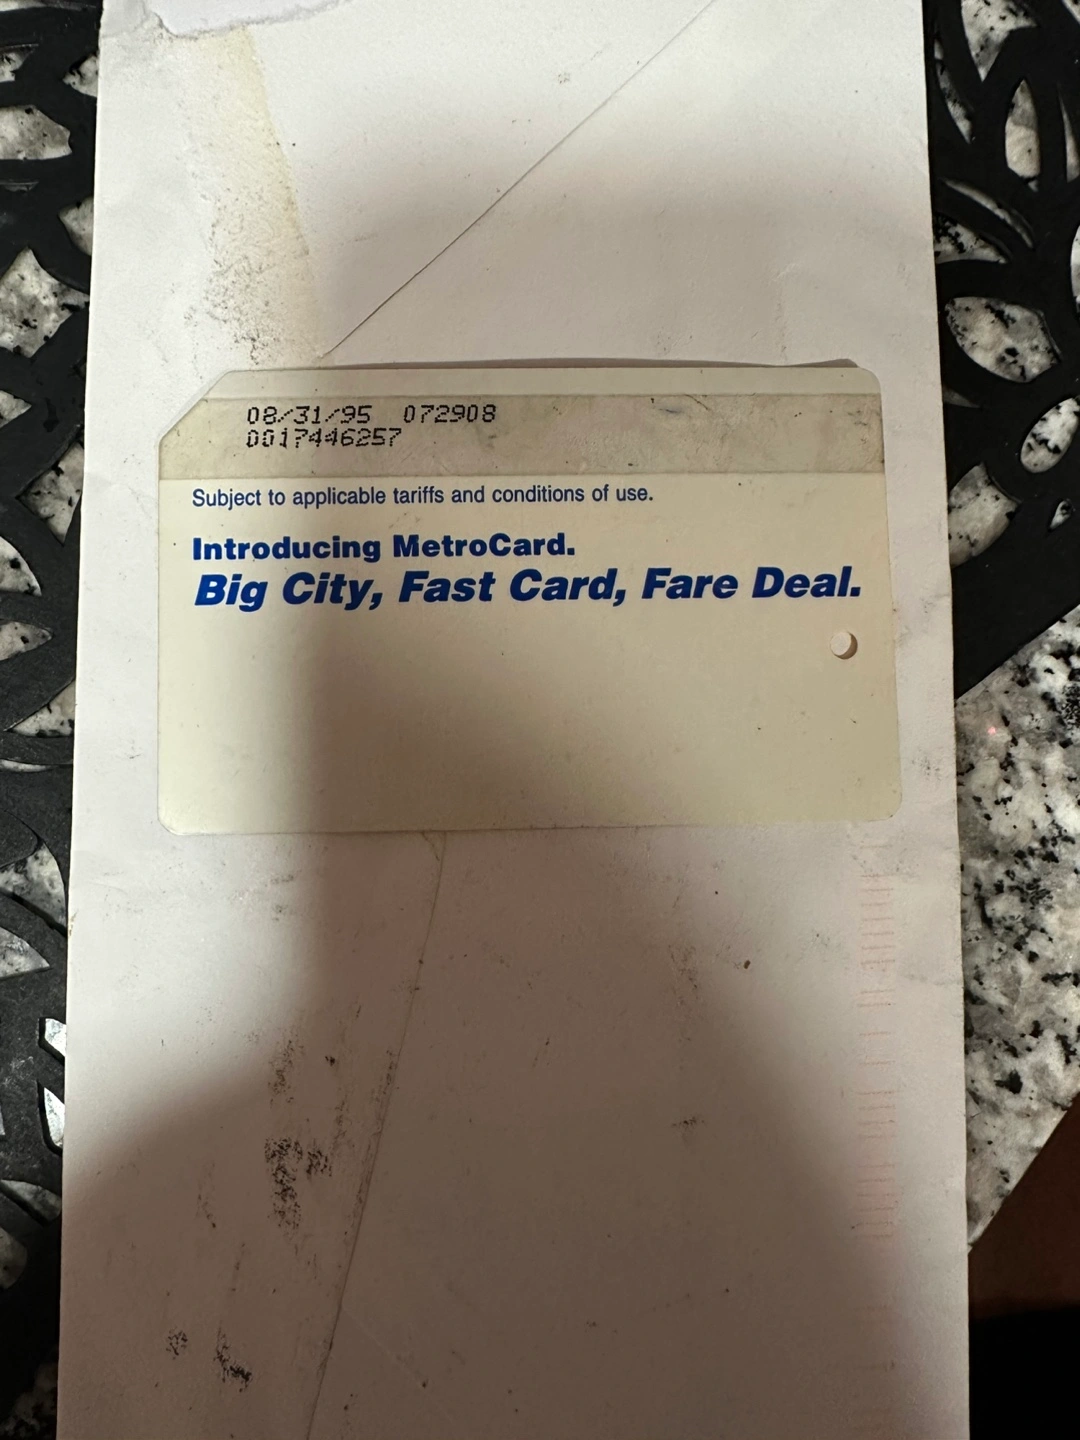 08/31/95 072908
0017446257
Subject to applicable tariffs and conditions of use.
Introducing MetroCard.
Big City, Fast Card, Fare Deal.